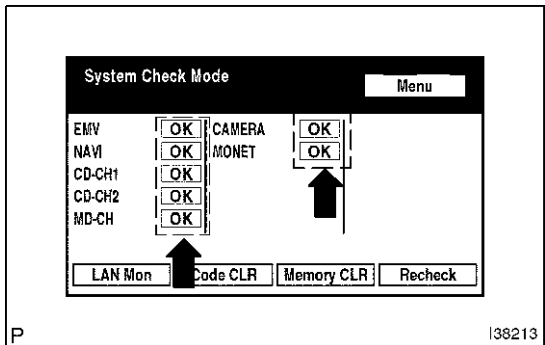 System Check Mode
Menu
EMV OK CAMERA OK
NAVI OK MONET OK
CD-CH1 OK
CD-CH2 OK
MD-CH OK
LAN Mon Code CLR Memory CLR Recheck
P I38213